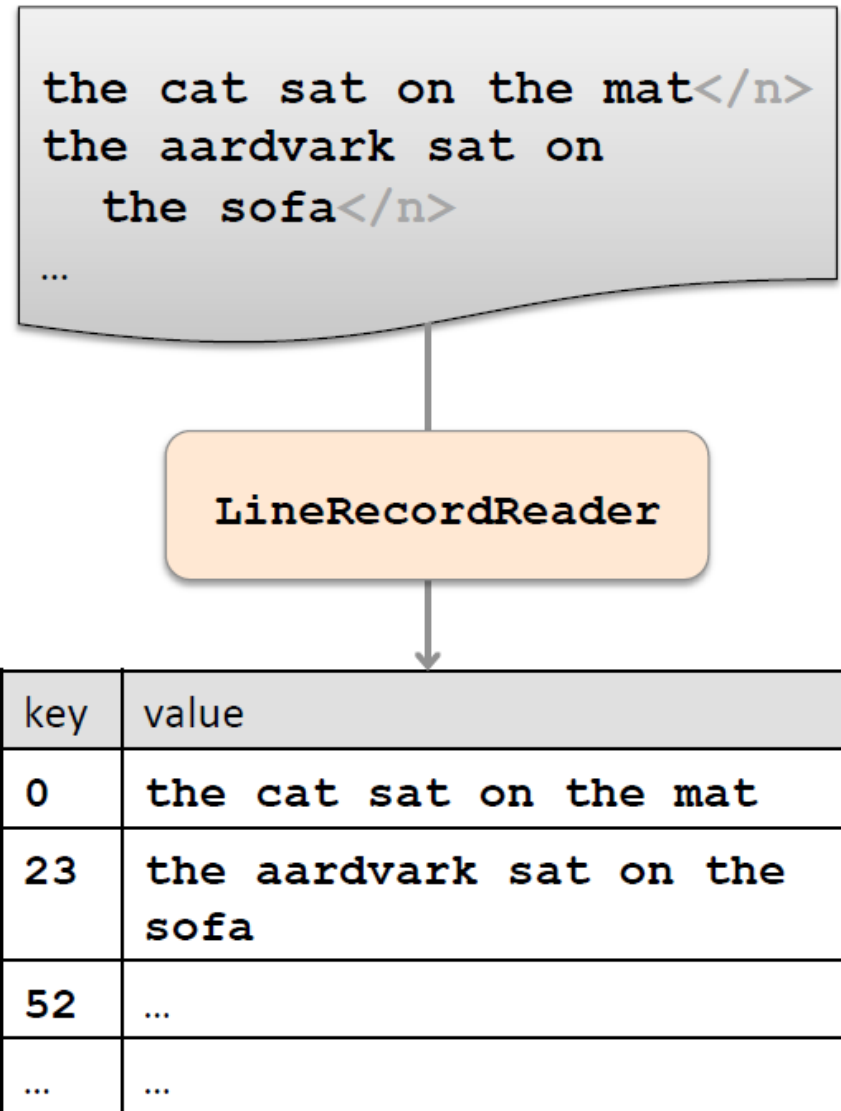 the cat sat on the mat</n>
the aardvark sat on
the sofa</n>
…
LineRecordReader
key value
0 the cat sat on the mat
23 the aardvark sat on the
sofa
52 …
… …